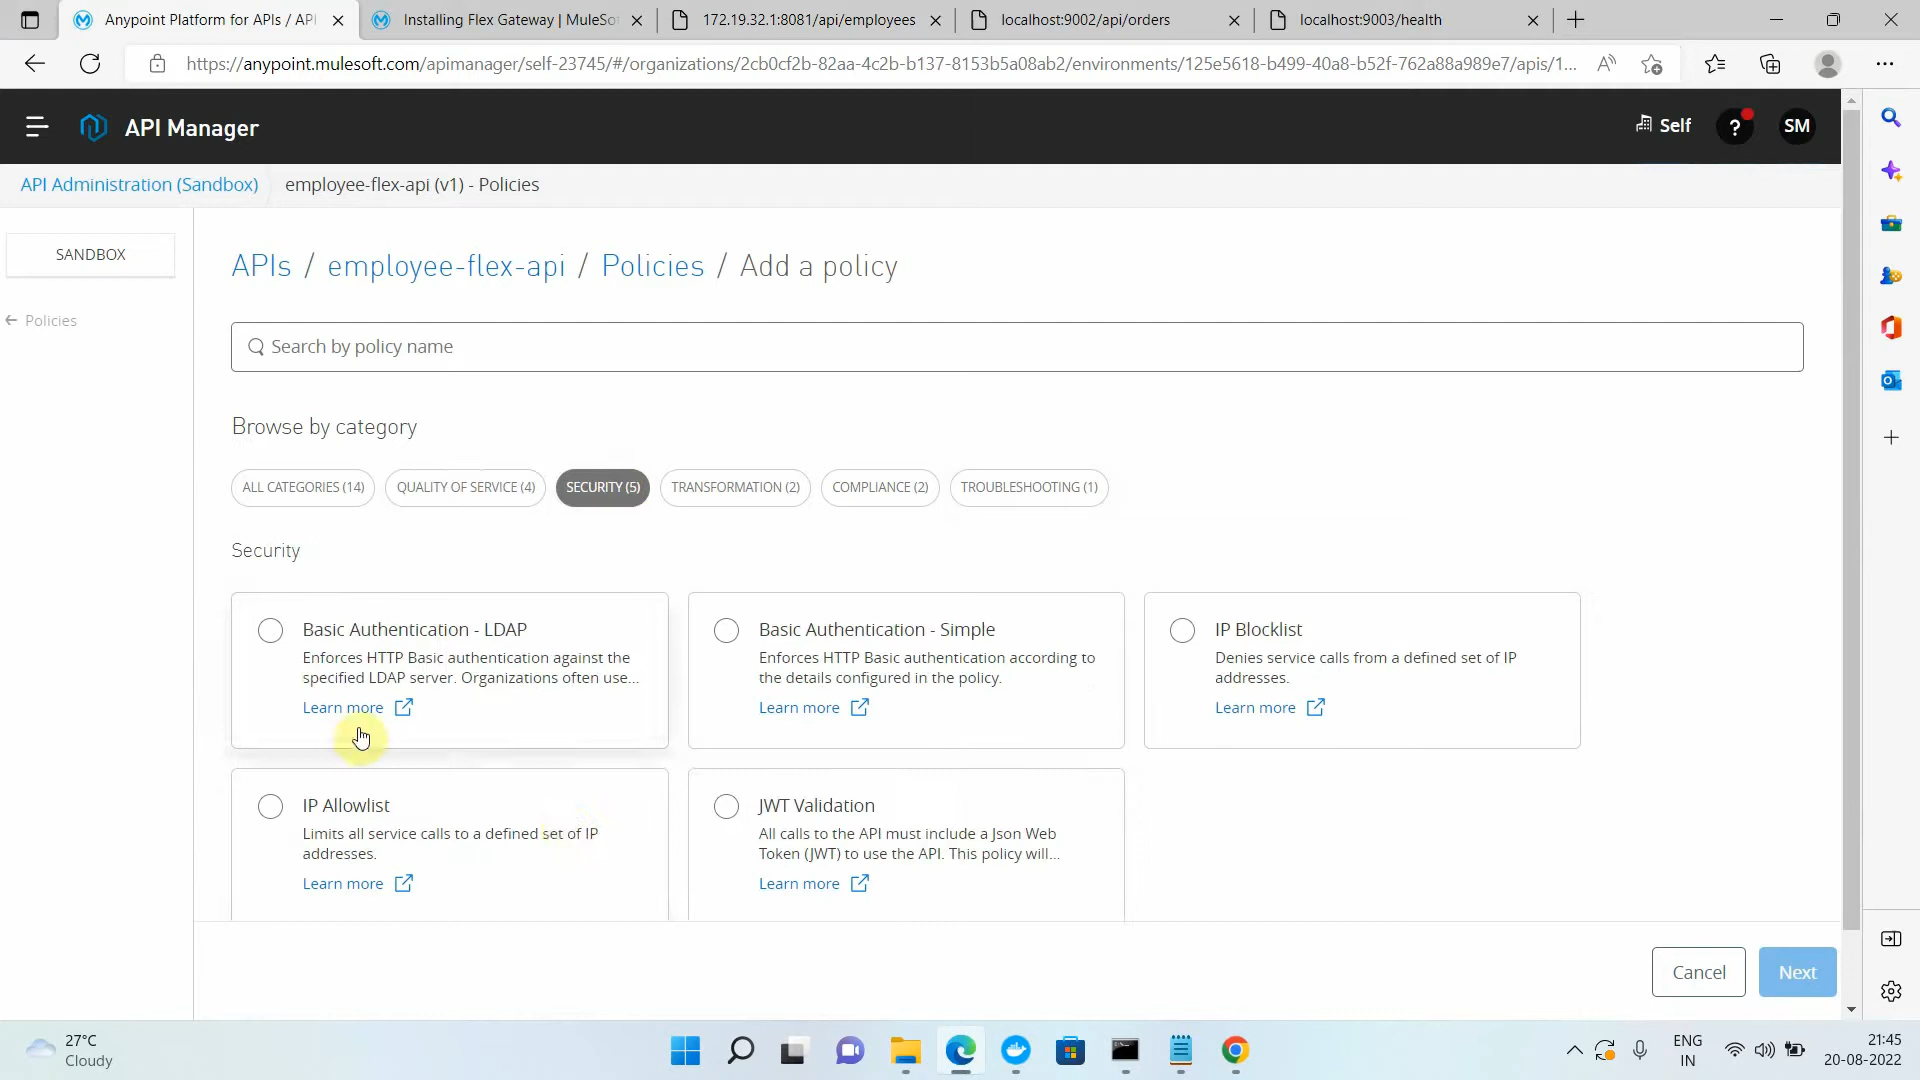 Anypoint Platform for APIs / API
Installing Flex Gateway | MuleSo
172.19.32.1:8081/api/employees
localhost:9002/api/orders
localhost:9003/health
https://anypoint.mulesoft.com/apimanager/self-23745/#/organizations/2cb0cf2b-82aa-4c2b-b137-8153b5a08ab2/environments/125e5618-b499-40a8-b52f-762a88a989e7/apis/1...
API Manager
Self
?
SM
API Administration (Sandbox)
employee-flex-api (v1) - Policies
SANDBOX
Policies
APIs / employee-flex-api / Policies / Add a policy
Search by policy name
Browse by category
ALL CATEGORIES (14)
QUALITY OF SERVICE (4)
SECURITY (5)
TRANSFORMATION (2)
COMPLIANCE (2)
TROUBLESHOOTING (1)
Security
Basic Authentication - LDAP
Enforces HTTP Basic authentication against the
specified LDAP server. Organizations often use...
Learn more
Basic Authentication - Simple
Enforces HTTP Basic authentication according to
the details configured in the policy.
Learn more
IP Blocklist
Denies service calls from a defined set of IP
addresses.
Learn more
IP Allowlist
Limits all service calls to a defined set of IP
addresses.
Learn more
JWT Validation
All calls to the API must include a Json Web
Token (JWT) to use the API. This policy will...
Learn more
Cancel
Next
27°C
Cloudy
ENG
IN
21:45
20-08-2022